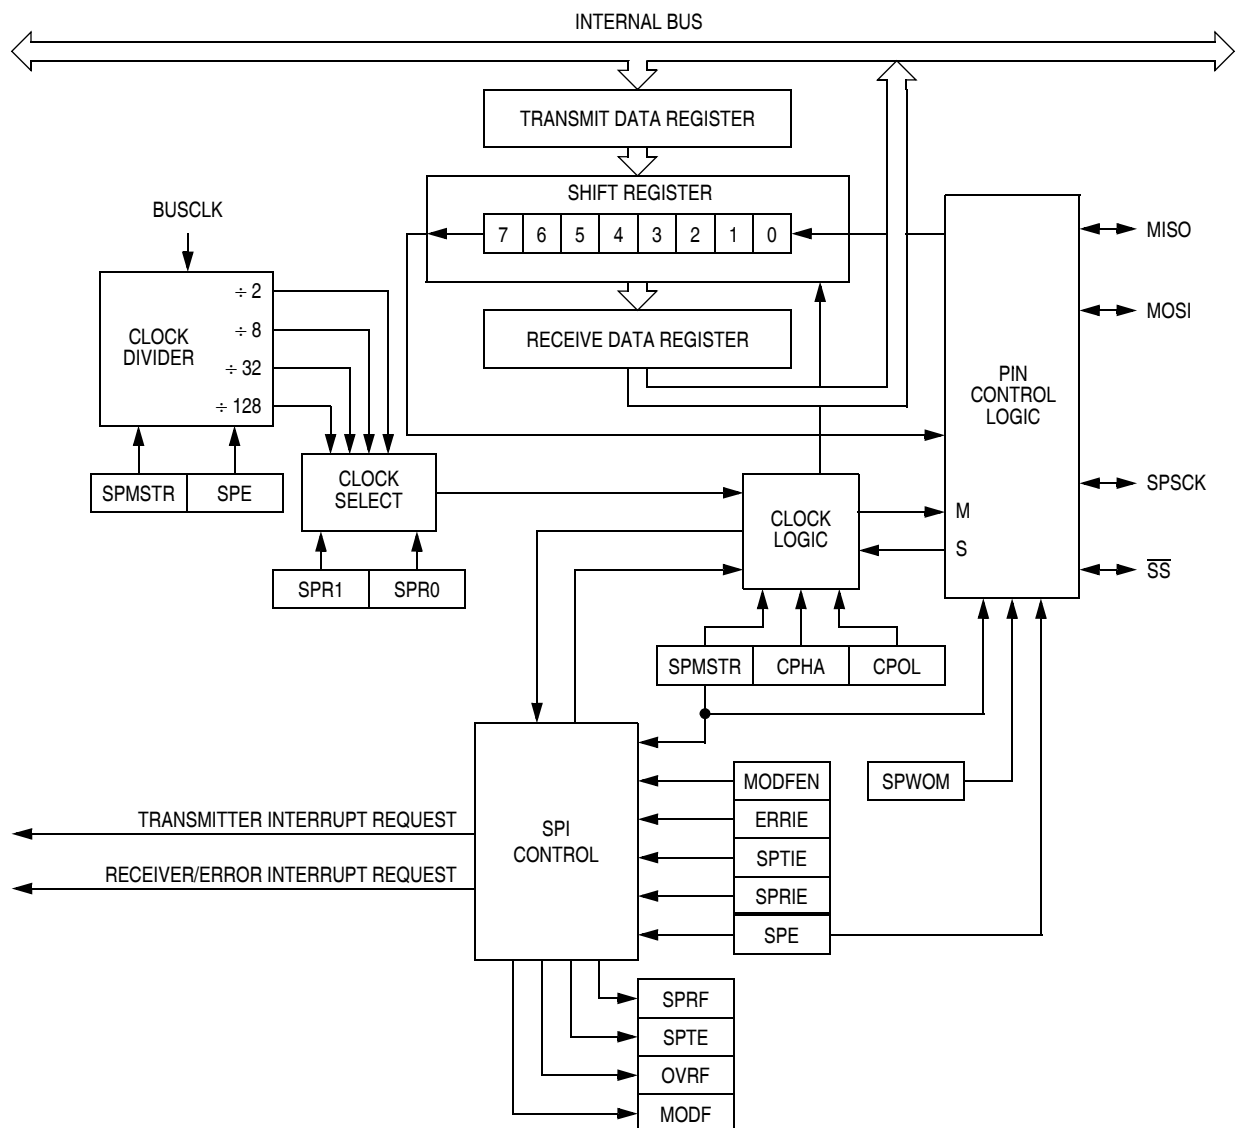 INTERNAL BUS
TRANSMIT DATA REGISTER
SHIFT REGISTER
7 6 5 4 3 2 1 0
BUSCLK
MISO
÷ 2
MOSI
CLOCK
DIVIDER
÷ 8
÷ 32
÷ 128
RECEIVE DATA REGISTER
PIN
CONTROL
LOGIC
SPMSTR SPE
CLOCK
SELECT
SPSCK
CLOCK
LOGIC
M
S
SS
SPR1 SPR0
SPMSTR CPHA CPOL
MODFEN
SPWOM
ERRIE
TRANSMITTER INTERRUPT REQUEST
SPI
CONTROL
SPTIE
RECEIVER/ERROR INTERRUPT REQUEST
SPRIE
SPE
SPRF
SPTE
OVRF
MODF